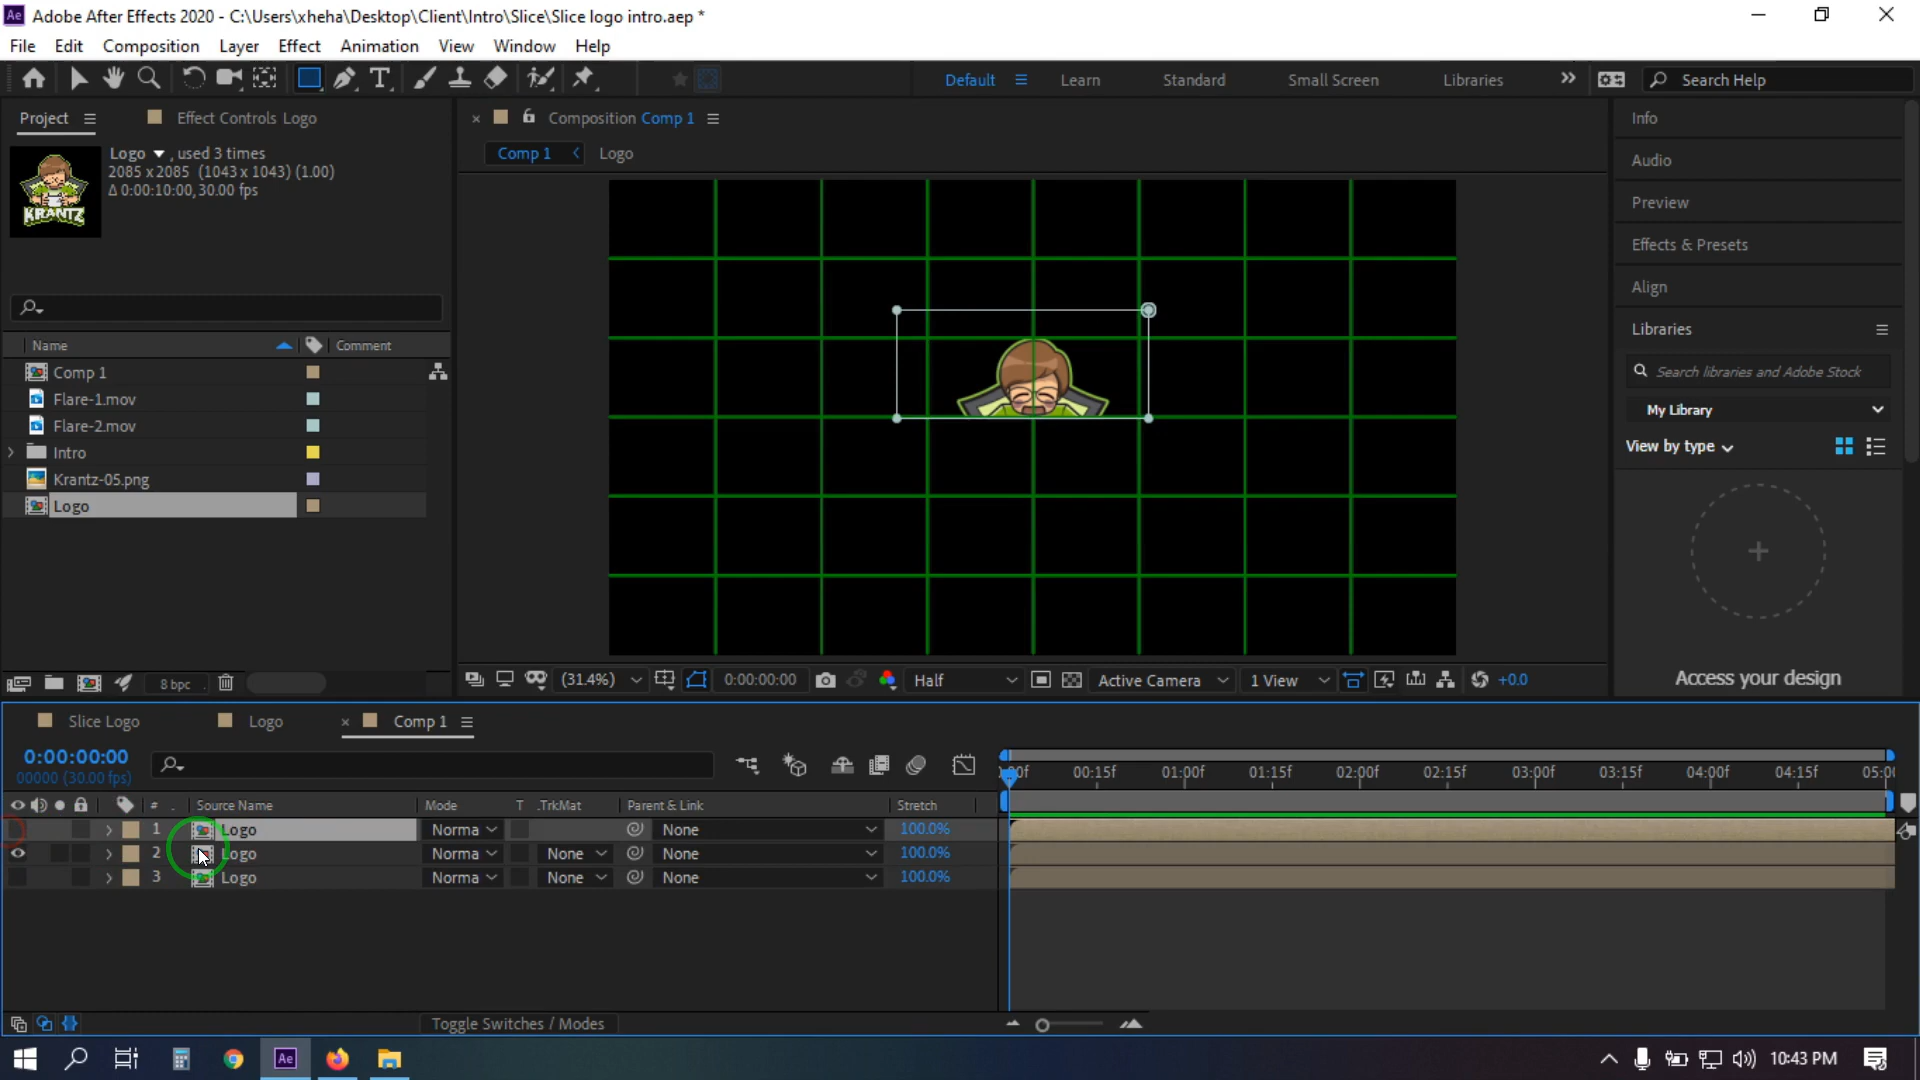 Adobe After Effects 2020 - C:\Users\xheha\Desktop\Client\Intro\Slice\Slice logo intro.aep *
File Edit Composition Layer Effect Animation View Window Help
Default Learn Standard Small Screen Libraries Search Help
Project Effect Controls Logo
Logo , used 3 times
2085 x 2085 (1043 x 1043) (1.00)
Δ 0:00:10:00, 30.00 fps
KRANTZ
Name Comment
Comp 1
Flare-1.mov
Flare-2.mov
Intro
Krantz-05.png
Logo
8 bpc
Composition Comp 1
Comp 1 Logo
(31.4%) 0:00:00:00 Half Active Camera 1 View +0.0
Info
Audio
Preview
Effects & Presets
Align
Libraries
Search libraries and Adobe Stock
My Library
View by type
Access your design
Slice Logo Logo Comp 1
0:00:00:00
00000 (30.00 fps)
00f 00:15f 01:00f 01:15f 02:00f 02:15f 03:00f 03:15f 04:00f 04:15f 05:00
# . Source Name Mode T .TrkMat Parent & Link Stretch
1 Logo Norma None 100.0%
2 Logo Norma None None 100.0%
3 Logo Norma None None 100.0%
Toggle Switches / Modes
Ae 10:43 PM